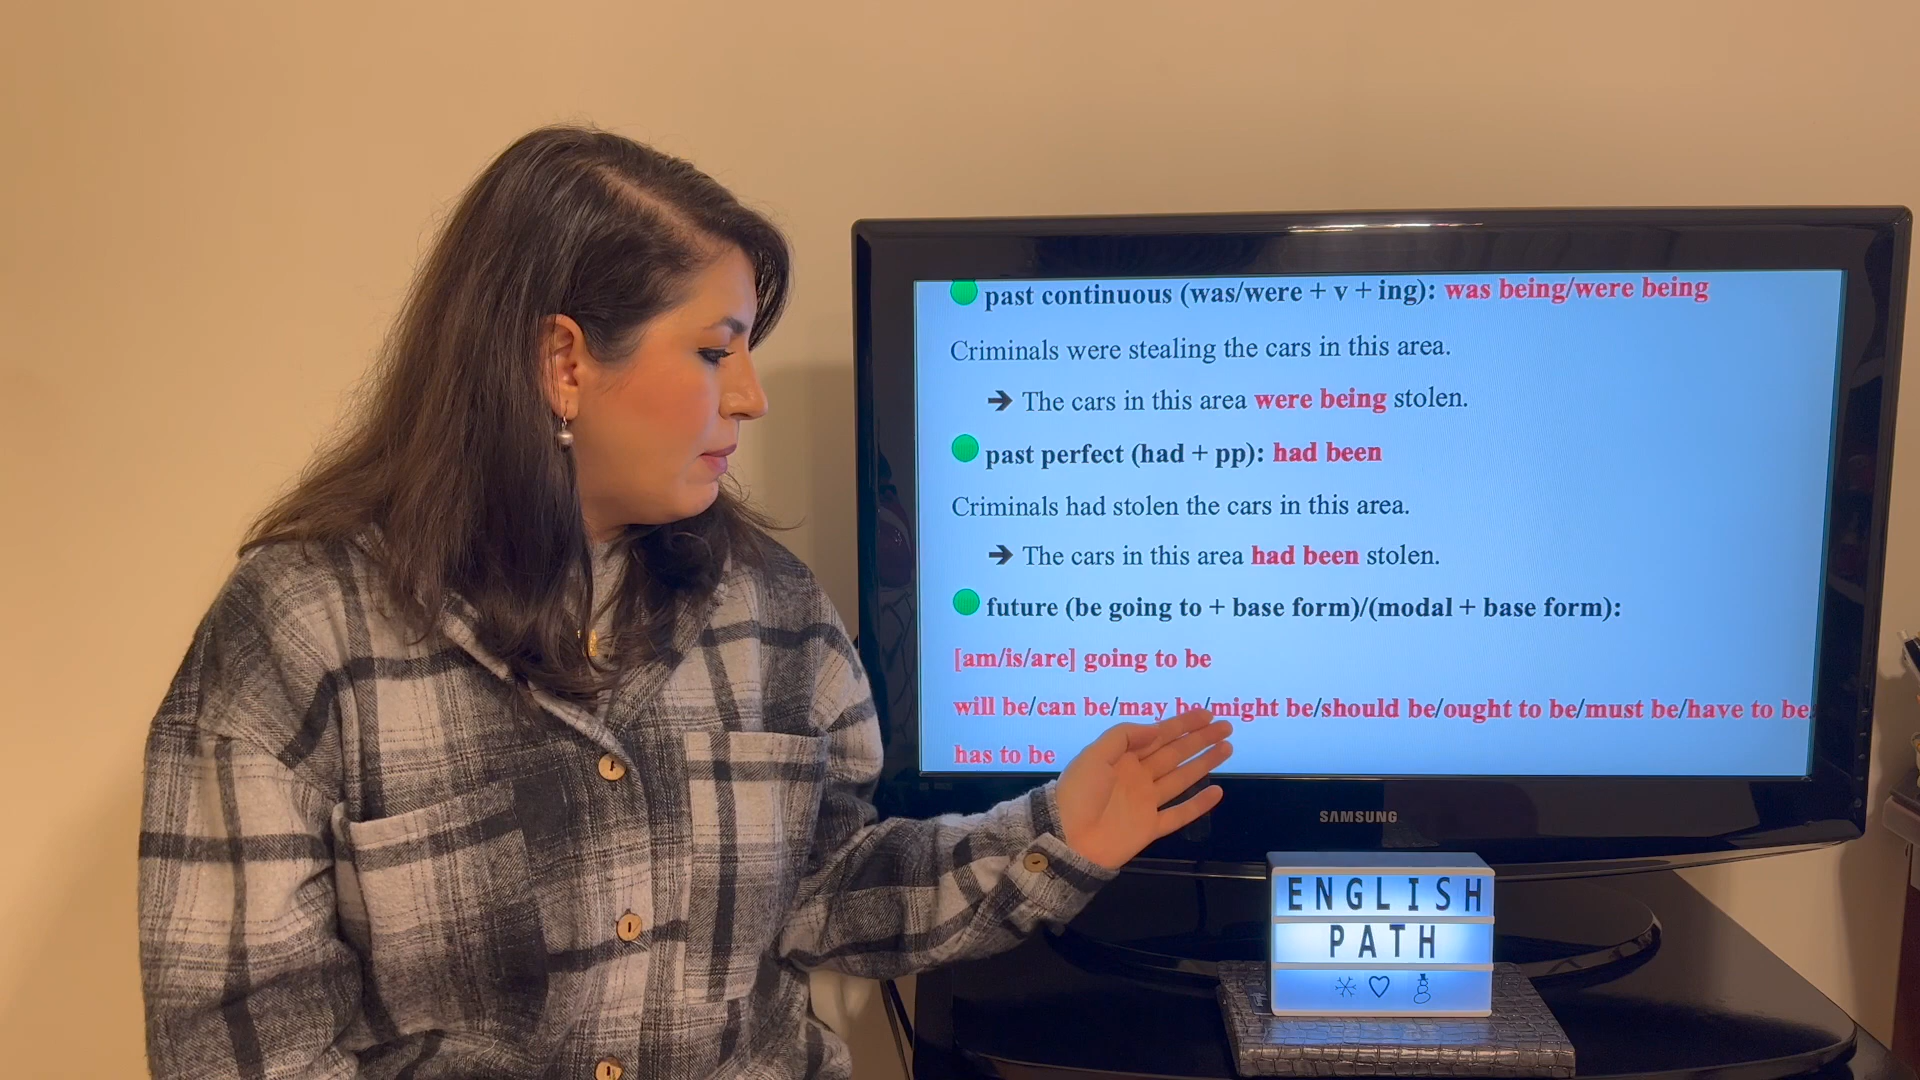 past continuous (was/were + v + ing): was being/were being
Criminals were stealing the cars in this area.
➔ The cars in this area were being stolen.
past perfect (had + pp): had been
Criminals had stolen the cars in this area.
➔ The cars in this area had been stolen.
future (be going to + base form)/(modal + base form):
[am/is/are] going to be
will be/can be/may be/might be/should be/ought to be/must be/have to be/
has to be
SAMSUNG
ENGLISH
PATH